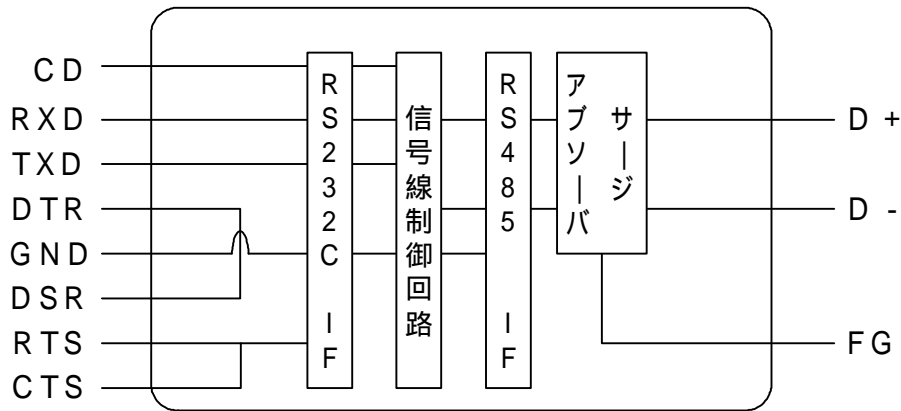 CD
RXD
TXD
DTR
GND
DSR
RTS
CTS
RS232C IF
信号線制御回路
RS485 IF
サージ
アブソーバ
D +
D -
FG